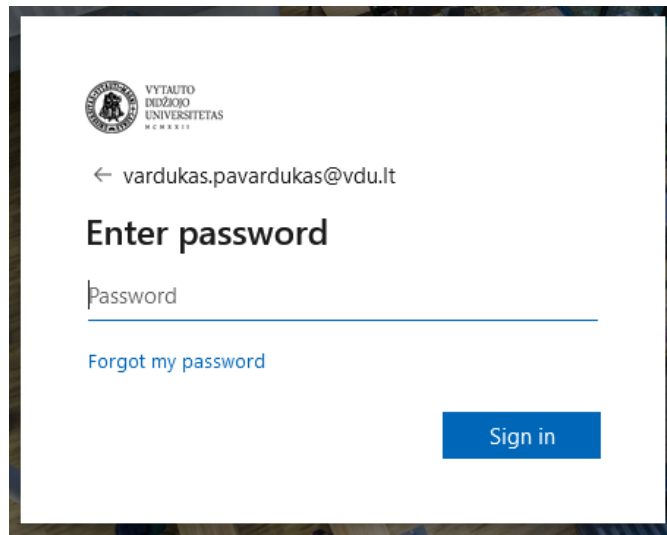 VYTAUTO
DIDŽIOJO
UNIVERSITETAS
MCMXXII
vardukas.pavardukas@vdu.lt
Enter password
Password
Forgot my password
Sign in